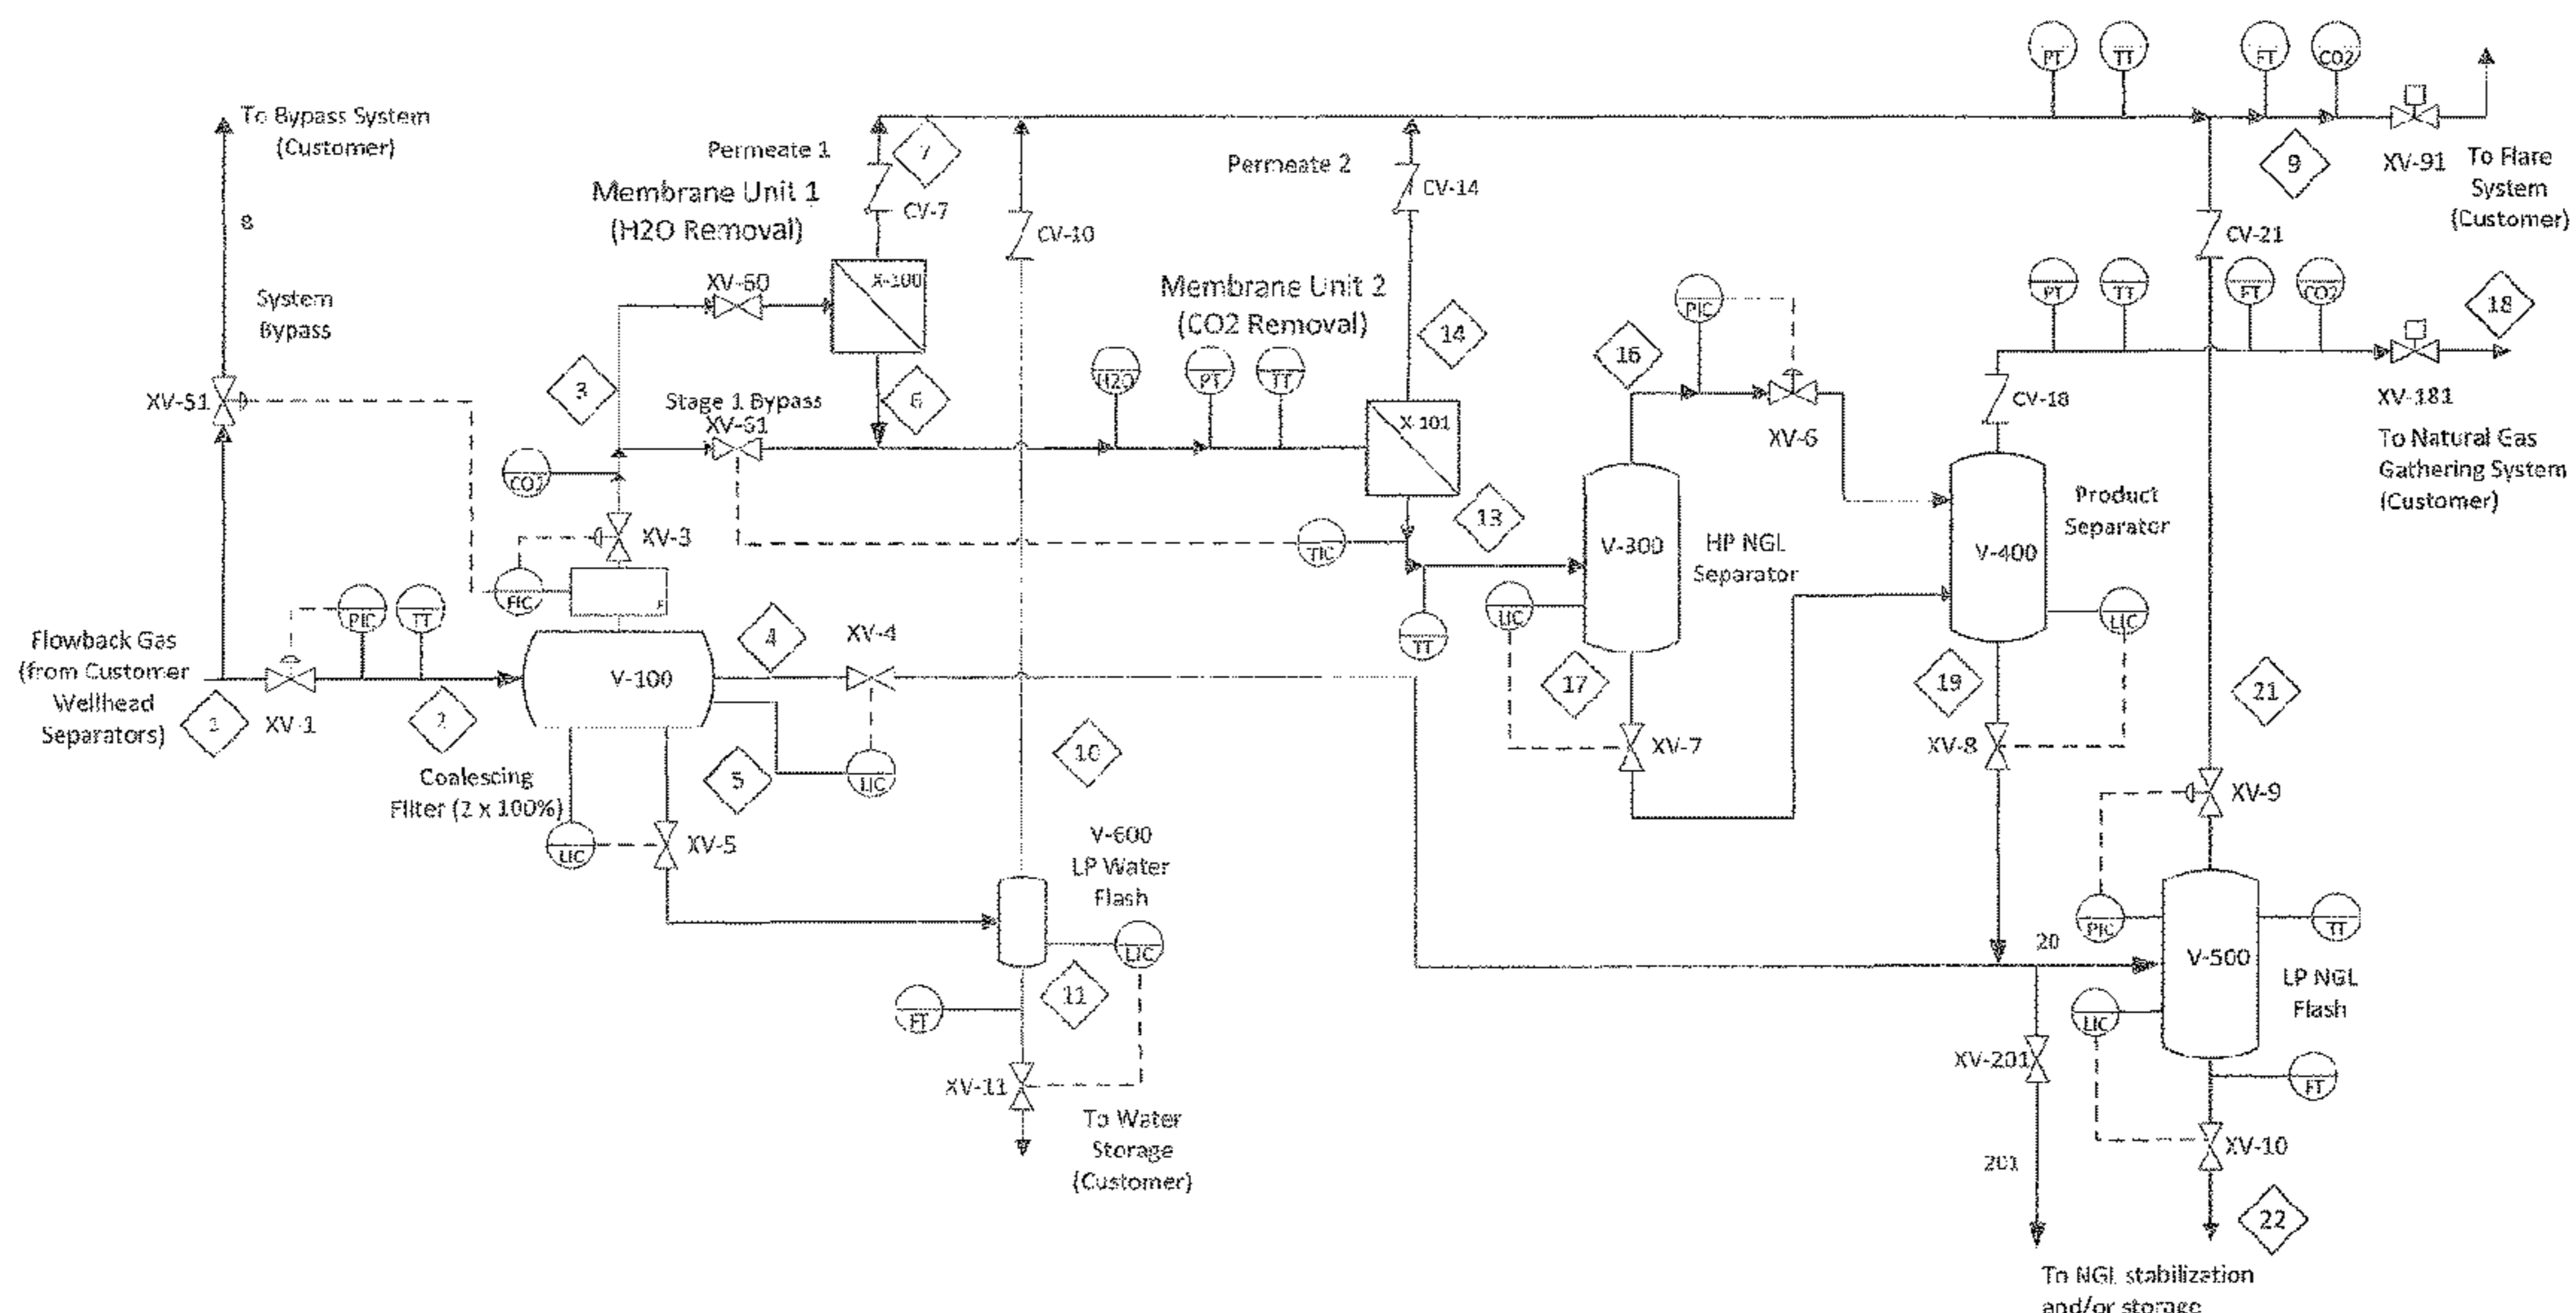 PT
TT
FT
CO2
To Bypass System
(Customer)
8
System
Bypass
XV-51
Permeate 1
Membrane Unit 1
(H2O Removal)
7
CV-7
CV-10
Permeate 2
CV-14
9
XV-91
To Flare
System
(Customer)
CV-21
XV-60
X-100
Membrane Unit 2
(CO2 Removal)
14
PIC
16
XV-6
PT
TT
FT
CO2
18
XV-181
To Natural Gas
Gathering System
(Customer)
CV-18
3
Stage 1 Bypass
XV-61
6
H2O
PT
TT
X-101
CO2
XV-3
FIC
F
TIC
13
TT
V-300
HP NGL
Separator
LIC
17
XV-7
V-400
Product
Separator
LIC
19
XV-8
21
XV-9
Flowback Gas
(from Customer
Wellhead
Separators)
1
XV-1
PIC
TT
2
V-100
Coalescing
Filter (2 x 100%)
4
XV-4
5
LIC
LIC
XV-5
10
V-600
LP Water
Flash
LIC
11
FT
XV-11
To Water
Storage
(Customer)
20
PIC
TT
V-500
LP NGL
Flash
LIC
FT
XV-201
XV-10
201
22
To NGL stabilization
and/or storage